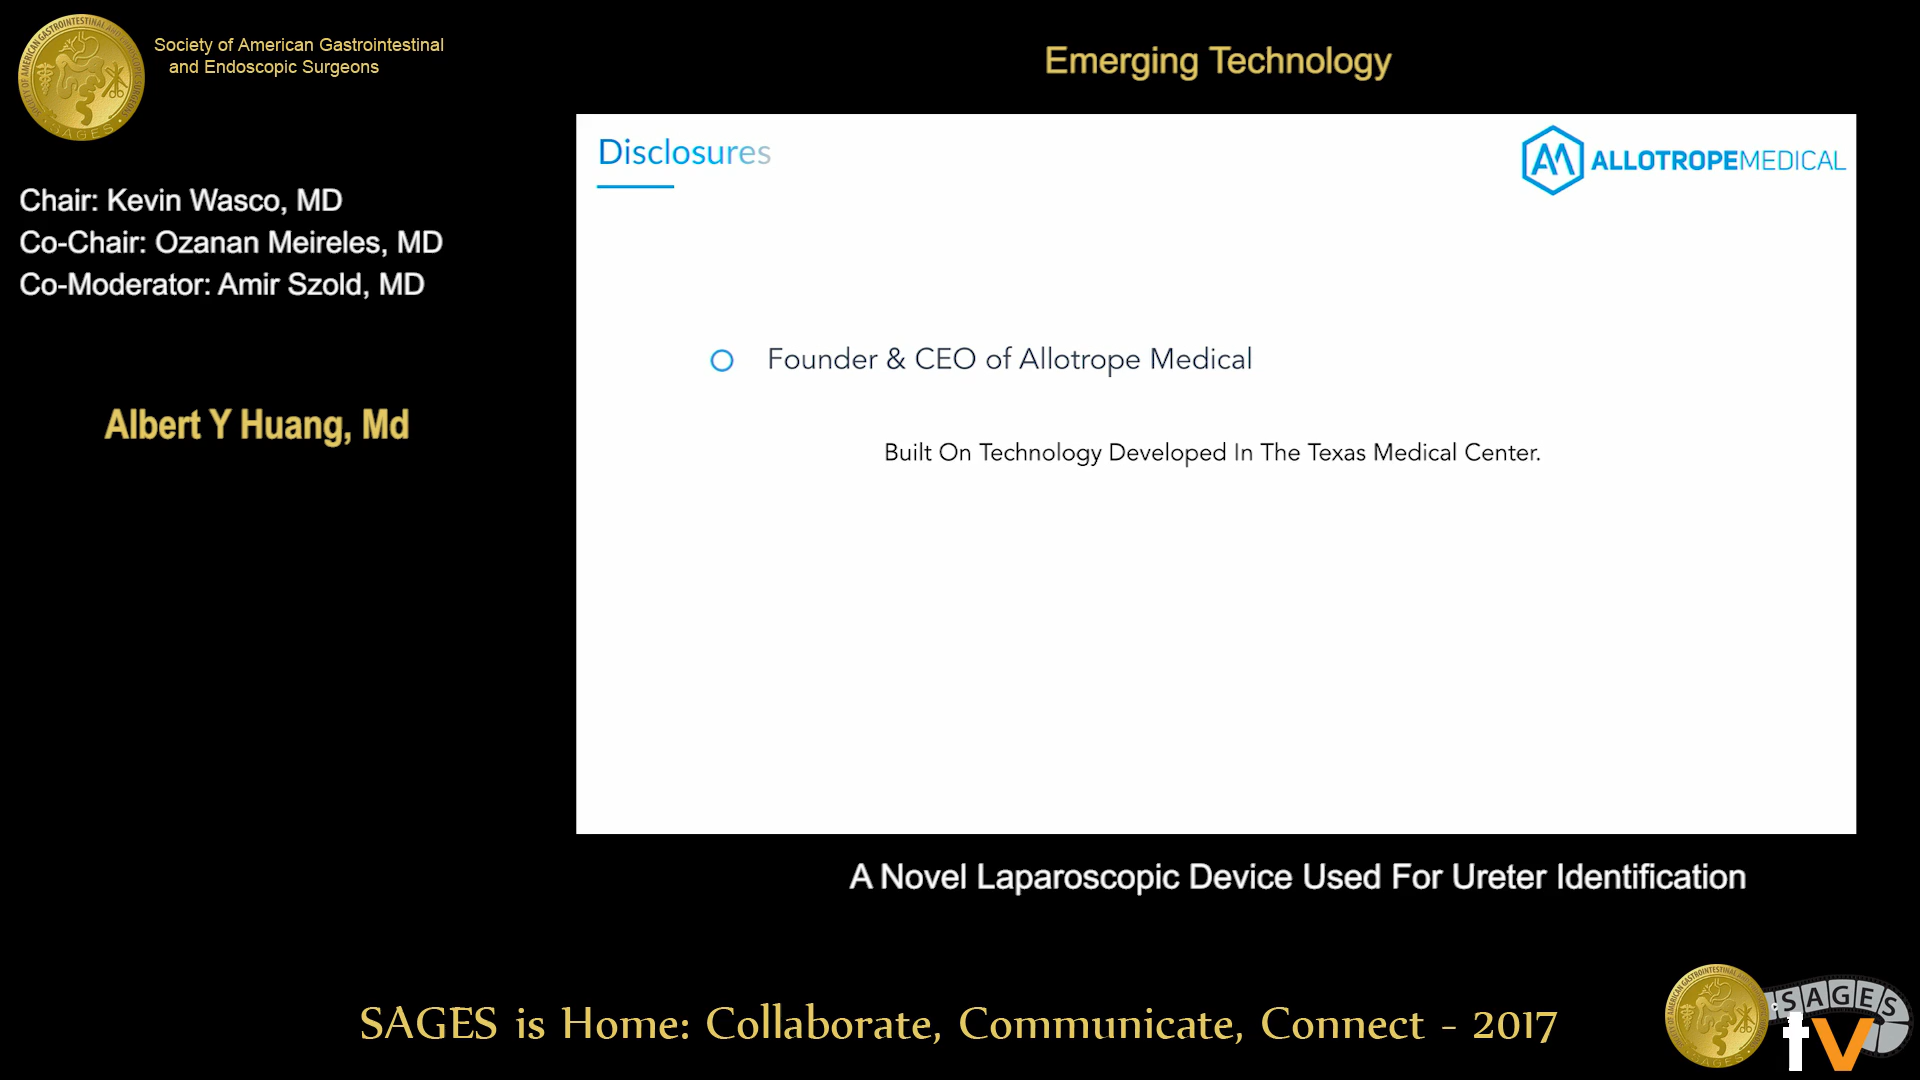 Society of American Gastrointestinal
and Endoscopic Surgeons
Emerging Technology
Chair: Kevin Wasco, MD
Co-Chair: Ozanan Meireles, MD
Co-Moderator: Amir Szold, MD
Albert Y Huang, Md
Disclosures
ALLOTROPEMEDICAL
Founder & CEO of Allotrope Medical
Built On Technology Developed In The Texas Medical Center.
A Novel Laparoscopic Device Used For Ureter Identification
SAGES is Home: Collaborate, Communicate, Connect - 2017
SAGES
tv